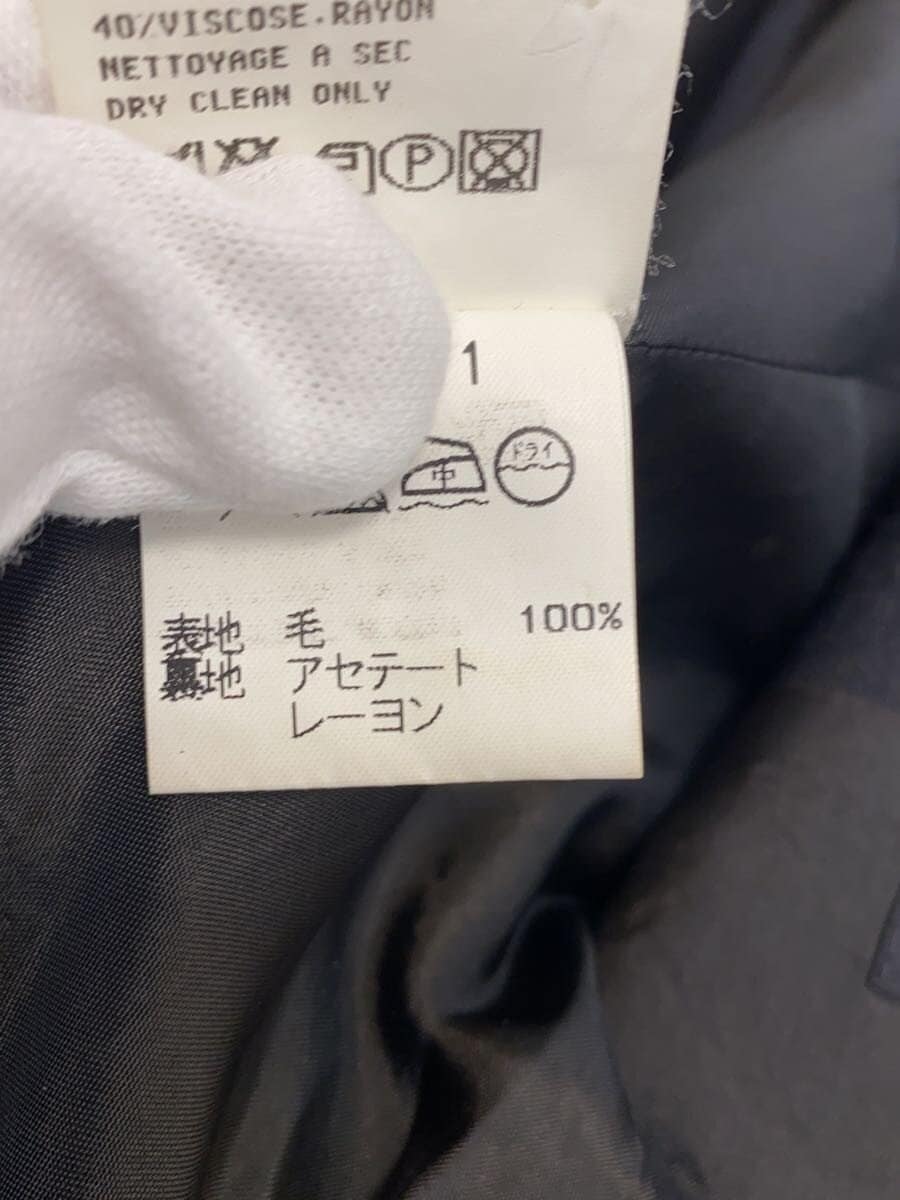 40%VISCOSE.RAYON
NETTOYAGE A SEC
DRY CLEAN ONLY
P
1
中 ドライ
表地 毛 100%
裏地 アセテート
レーヨン